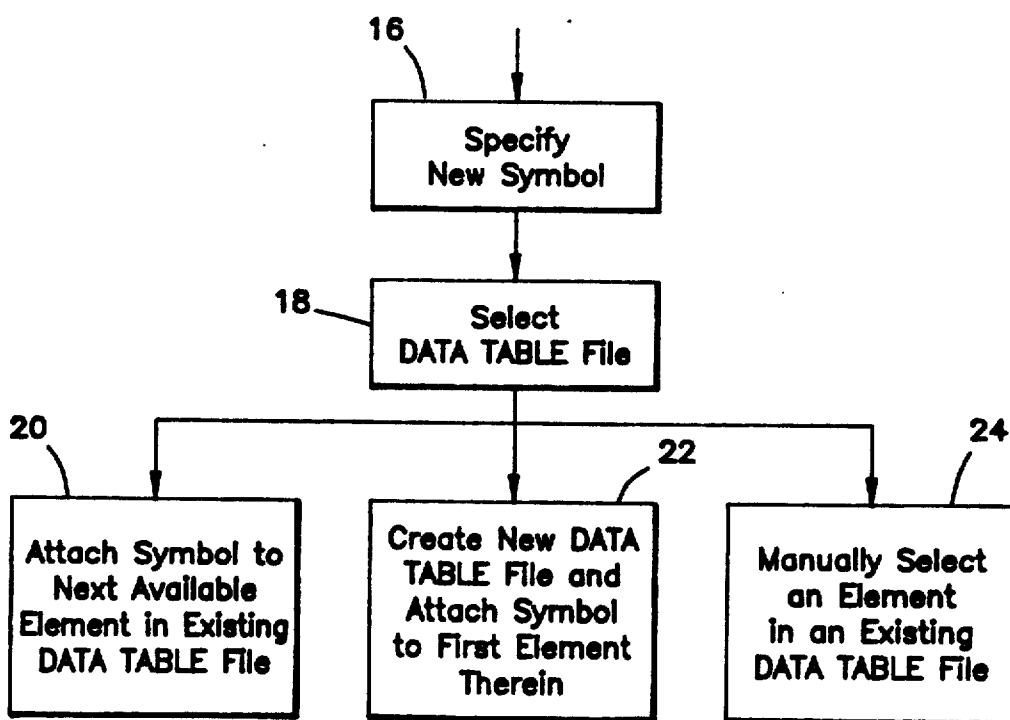 16
Specify
New Symbol
18
Select
DATA TABLE File
20
Attach Symbol to
Next Available
Element in Existing
DATA TABLE File
22
Create New DATA
TABLE File and
Attach Symbol
to First Element
Therein
24
Manually Select
an Element
in an Existing
DATA TABLE File